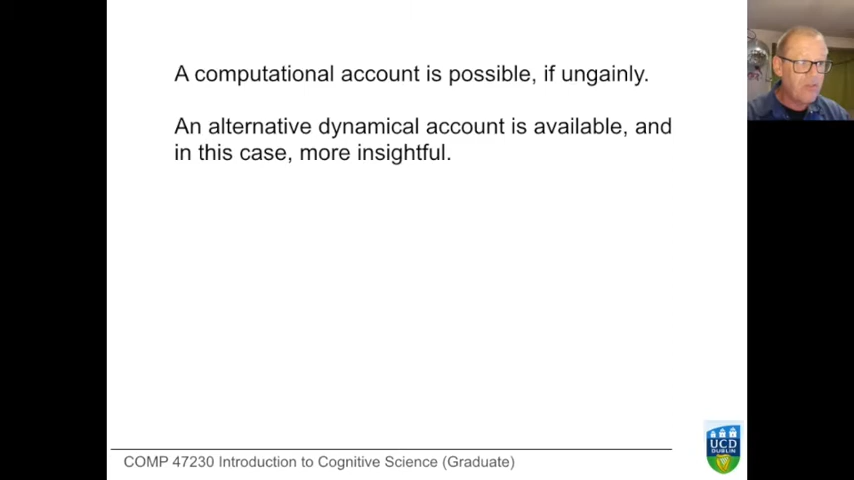 A computational account is possible, if ungainly.
An alternative dynamical account is available, and
in this case, more insightful.
COMP 47230 Introduction to Cognitive Science (Graduate)
UCD
DUBLIN